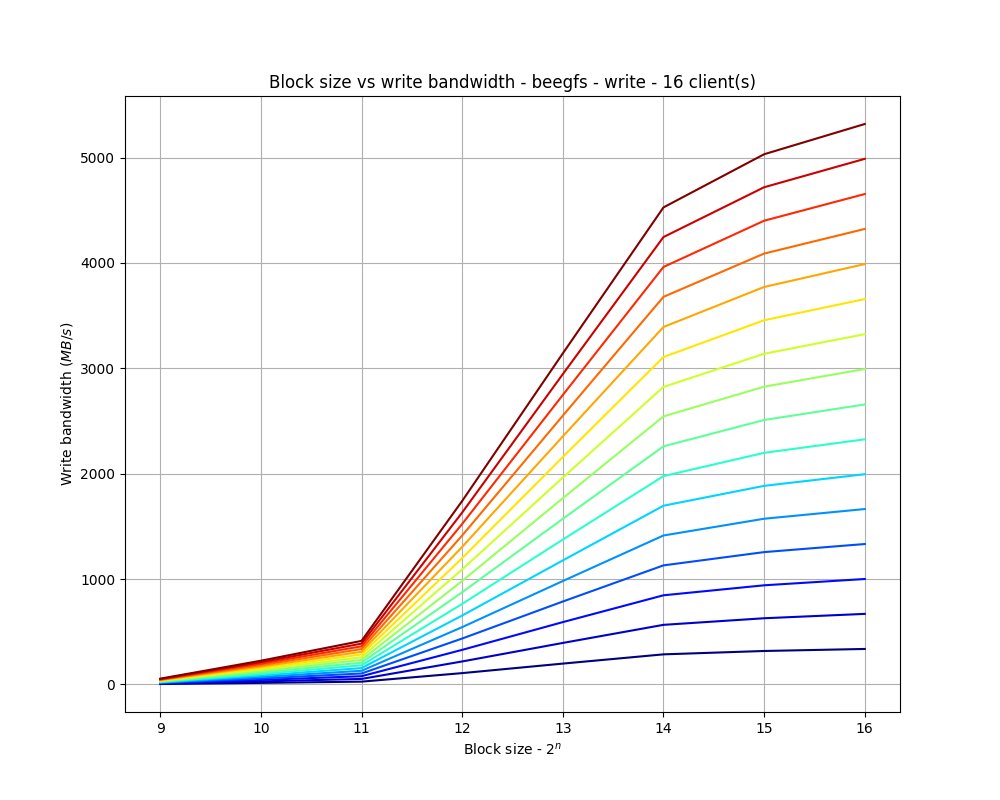 Block size vs write bandwidth - beegfs - write - 16 client(s)
5000
4000
3000
2000
1000
0
Write bandwidth (MB/s)
9 10 11 12 13 14 15 16
Block size - 2ⁿ